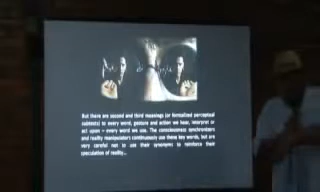 But there are second and third meanings (or formalized perceptual
subtexts) to every word, gesture and action we hear, interpret or
act upon - every word we use. The consciousness synchronizers
and reality manipulators continuously use these key words, but are
very careful not to use their synonyms to reinforce their
speculation of reality...